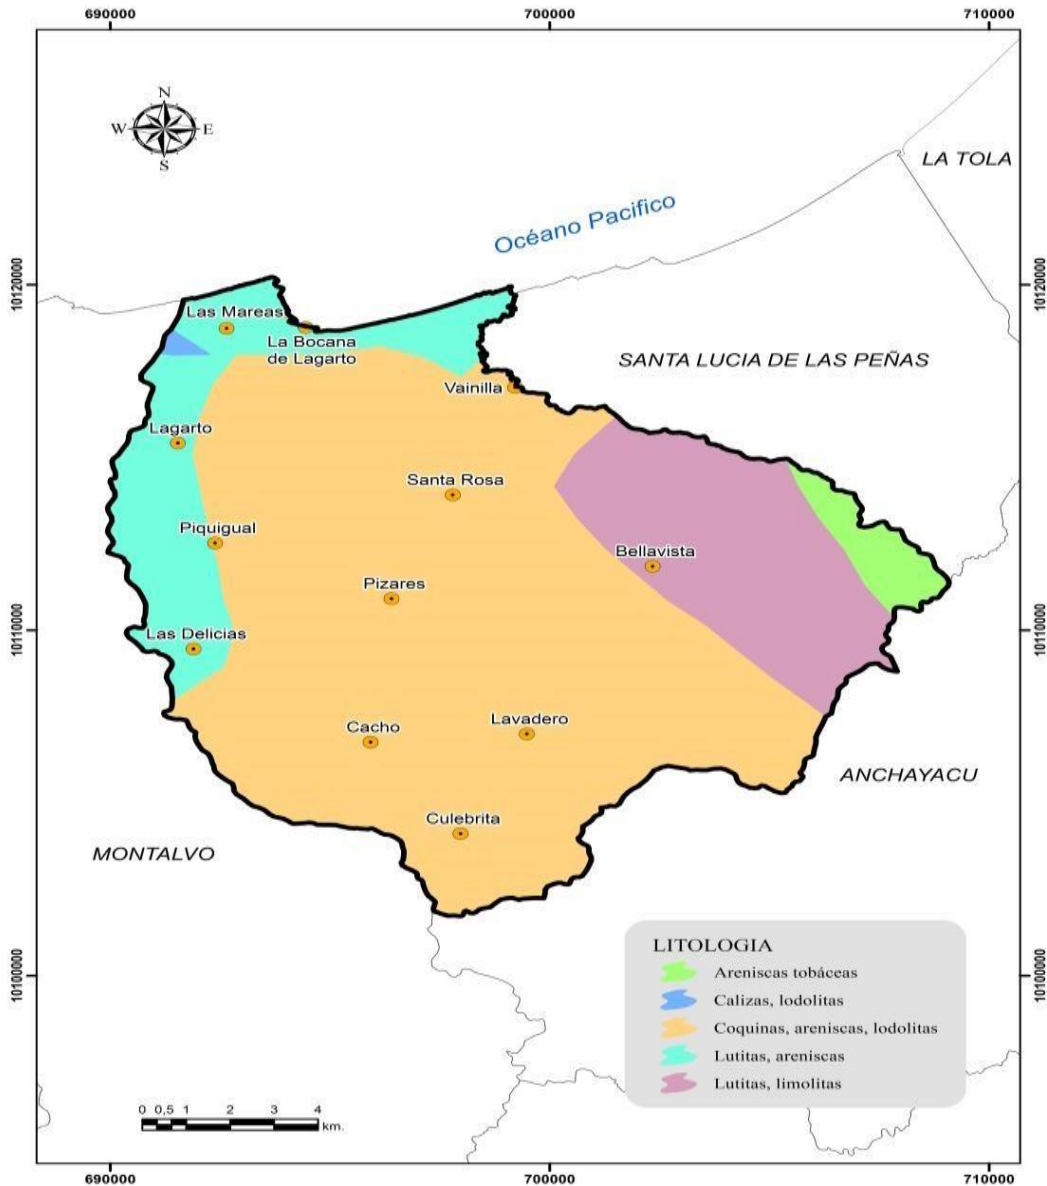 690000
700000
710000
N
W
E
S
LA TOLA
Océano Pacifico
10120000
10120000
Las Mareas
La Bocana
de Lagarto
SANTA LUCIA DE LAS PEÑAS
Vainilla
Lagarto
Santa Rosa
Piquigual
Bellavista
Pizares
10110000
10110000
Las Delicias
Cacho
Lavadero
ANCHAYACU
Culebrita
MONTALVO
10100000
10100000
LITOLOGIA
Areniscas tobáceas
Calizas, lodolitas
Coquinas, areniscas, lodolitas
Lutitas, areniscas
Lutitas, limolitas
0 0,5 1 2 3 4
km.
690000
700000
710000